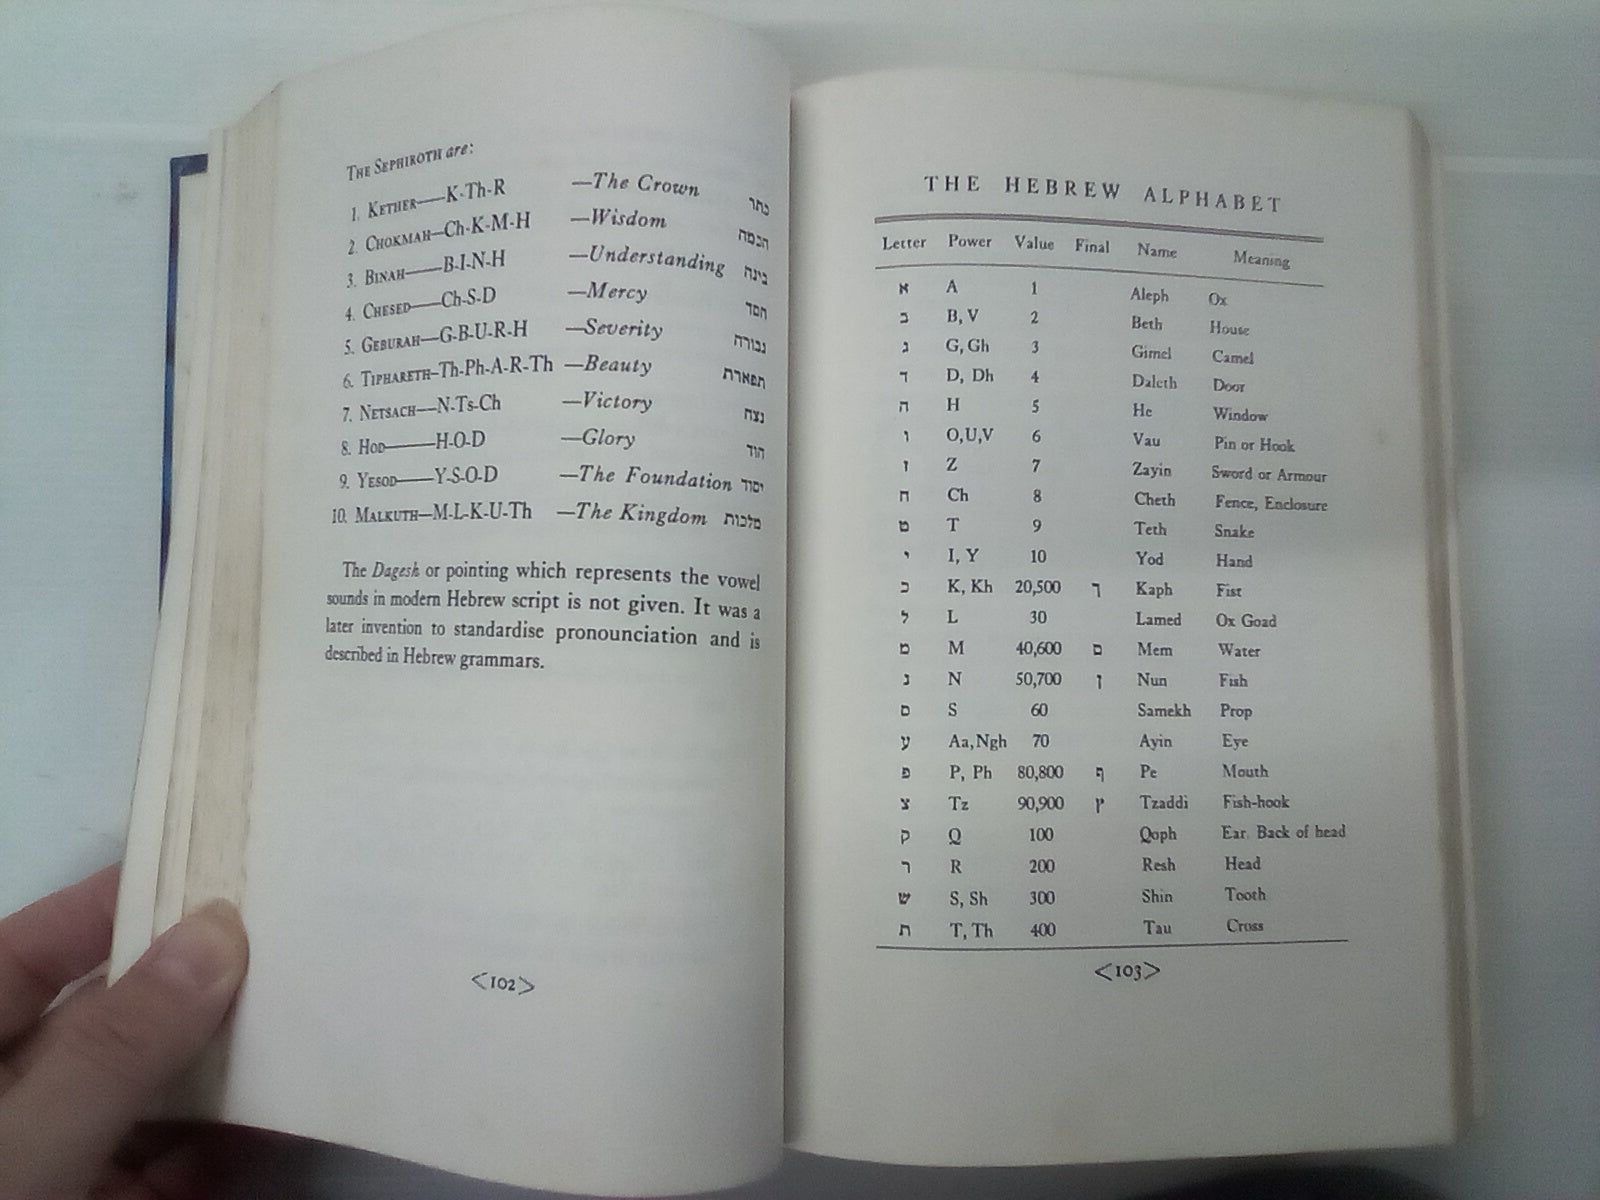 THE SEPHIROTH are:
1. KETHER—K-Th-R —The Crown כתר
2. CHOKMAH—Ch-K-M-H —Wisdom חכמה
3. BINAH—B-I-N-H —Understanding בינה
4. CHESED—Ch-S-D —Mercy חסד
5. GEBURAH—G-B-U-R-H —Severity גבורה
6. TIPHARETH—Th-Ph-A-R-Th —Beauty תפארת
7. NETSACH—N-Ts-Ch —Victory נצח
8. HOD—H-O-D —Glory הוד
9. YESOD—Y-S-O-D —The Foundation יסוד
10. MALKUTH—M-L-K-U-Th —The Kingdom מלכות
The Dagesh or pointing which represents the vowel
sounds in modern Hebrew script is not given. It was a
later invention to standardise pronounciation and is
described in Hebrew grammars.
<102>
THE HEBREW ALPHABET
Letter Power Value Final Name Meaning
א A 1 Aleph Ox
ב B, V 2 Beth House
ג G, Gh 3 Gimel Camel
ד D, Dh 4 Daleth Door
ה H 5 He Window
ו O,U,V 6 Vau Pin or Hook
ז Z 7 Zayin Sword or Armour
ח Ch 8 Cheth Fence, Enclosure
ט T 9 Teth Snake
י I, Y 10 Yod Hand
כ K, Kh 20,500 ך Kaph Fist
ל L 30 Lamed Ox Goad
מ M 40,600 ם Mem Water
נ N 50,700 ן Nun Fish
ס S 60 Samekh Prop
ע Aa,Ngh 70 Ayin Eye
פ P, Ph 80,800 ף Pe Mouth
צ Tz 90,900 ץ Tzaddi Fish-hook
ק Q 100 Qoph Ear. Back of head
ר R 200 Resh Head
ש S, Sh 300 Shin Tooth
ת T, Th 400 Tau Cross
<103>